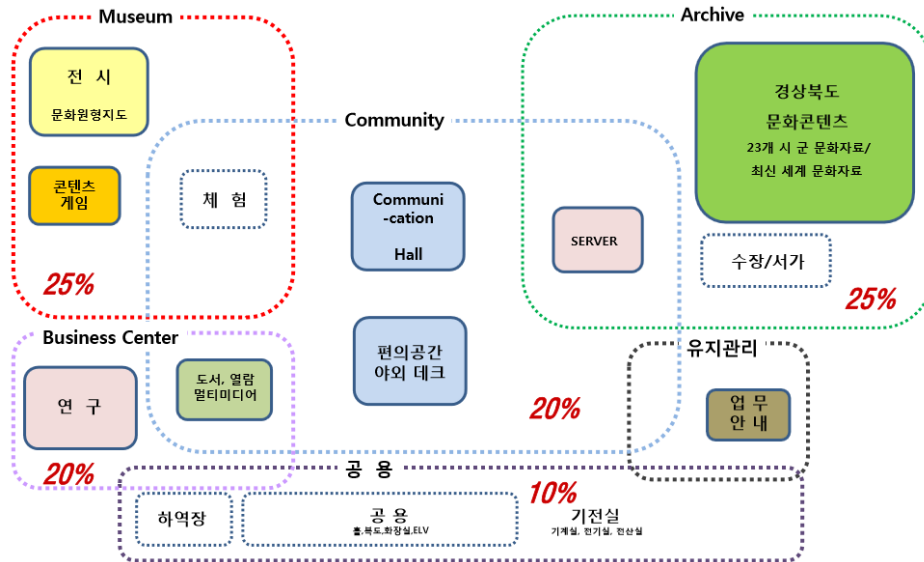 Museum
전 시
문화원형지도
콘텐츠
게임
체 험
25%
Community
Communi
-cation
Hall
편의공간
야외 데크
20%
Archive
경상북도
문화콘텐츠
23개 시 군 문화자료/
최신 세계 문화자료
SERVER
수장/서가
25%
Business Center
연 구
도서, 열람
멀티미디어
20%
유지관리
업 무
안 내
공 용
10%
하역장
공 용
홀,복도,화장실,ELV
기전실
기계실, 전기실, 전산실